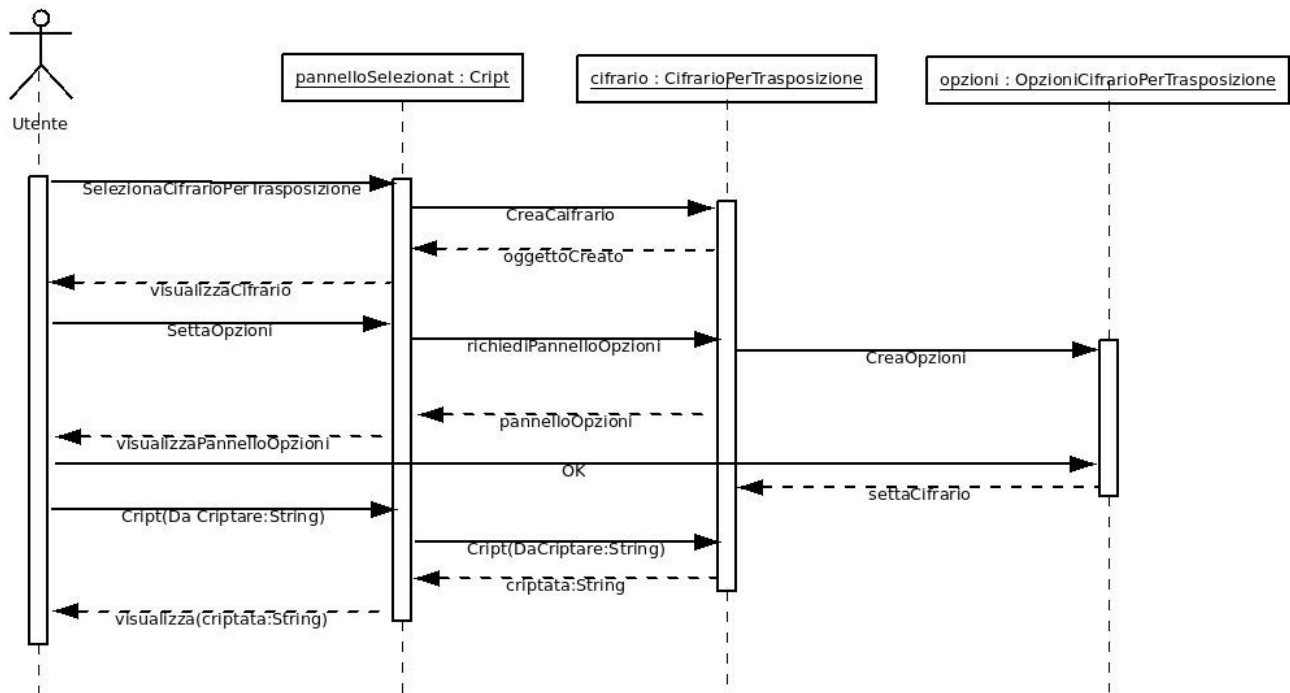 pannelloSelezionat : Cript
cifrario : CifrarioPerTrasposizione
opzioni : OpzioniCifrarioPerTrasposizione
Utente
SelezionaCifrarioPerTrasposizione
CreaCaifrario
oggettoCreato
visualizzaCifrario
SettaOpzioni
richiediPannelloOpzioni
CreaOpzioni
pannelloOpzioni
visualizzaPannelloOpzioni
OK
settaCifrario
Cript(Da Criptare:String)
Cript(DaCriptare:String)
criptata:String
visualizza(criptata:String)